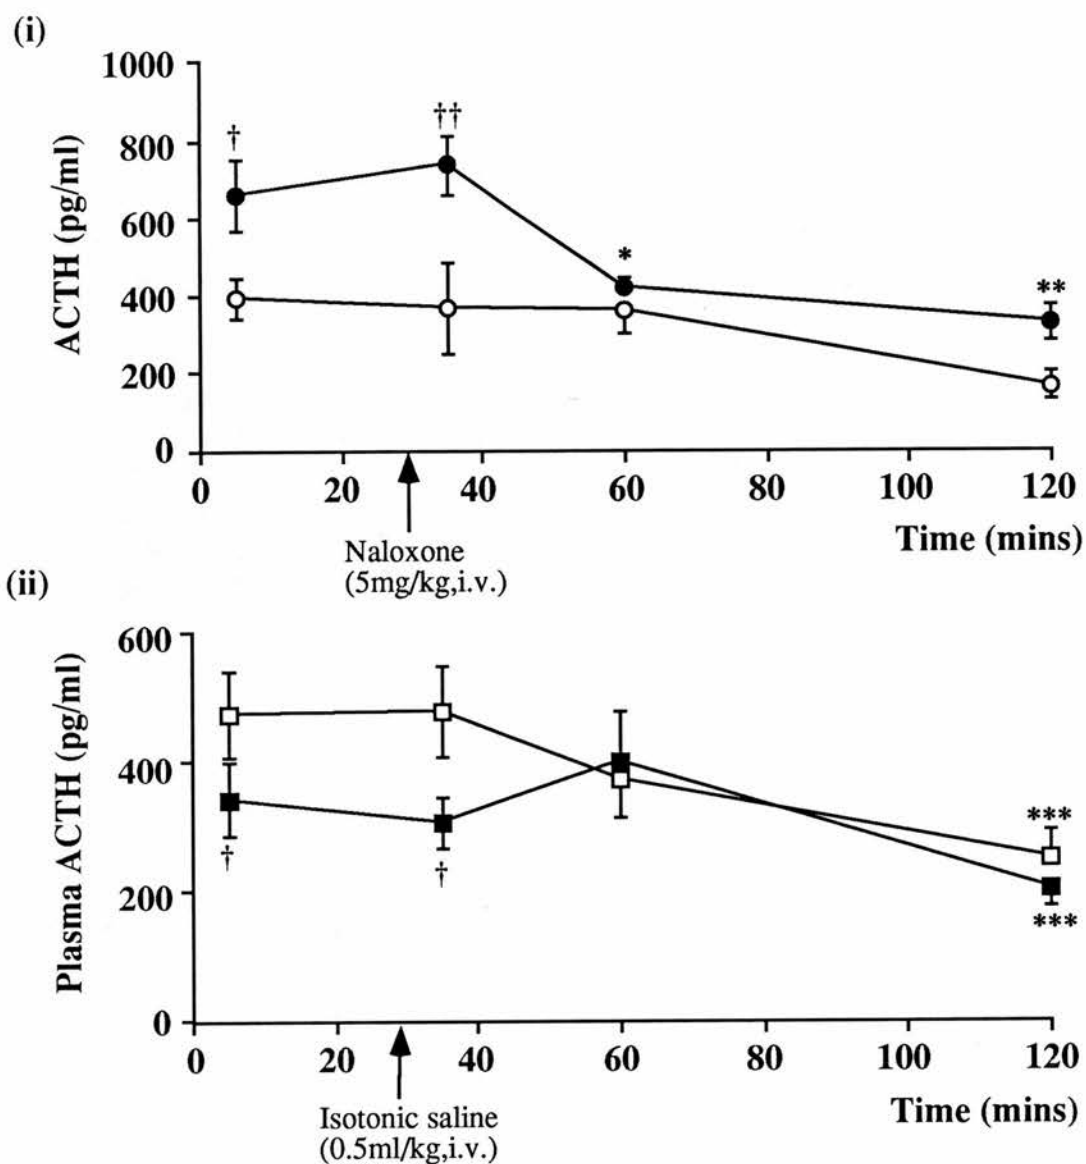 (i)
1000
800
600
400
200
0
ACTH (pg/ml)
†
††
*
**
0 20 40 60 80 100 120
Time (mins)
Naloxone
(5mg/kg,i.v.)
(ii)
600
400
200
0
Plasma ACTH (pg/ml)
†
†
***
***
0 20 40 60 80 100 120
Time (mins)
Isotonic saline
(0.5ml/kg,i.v.)